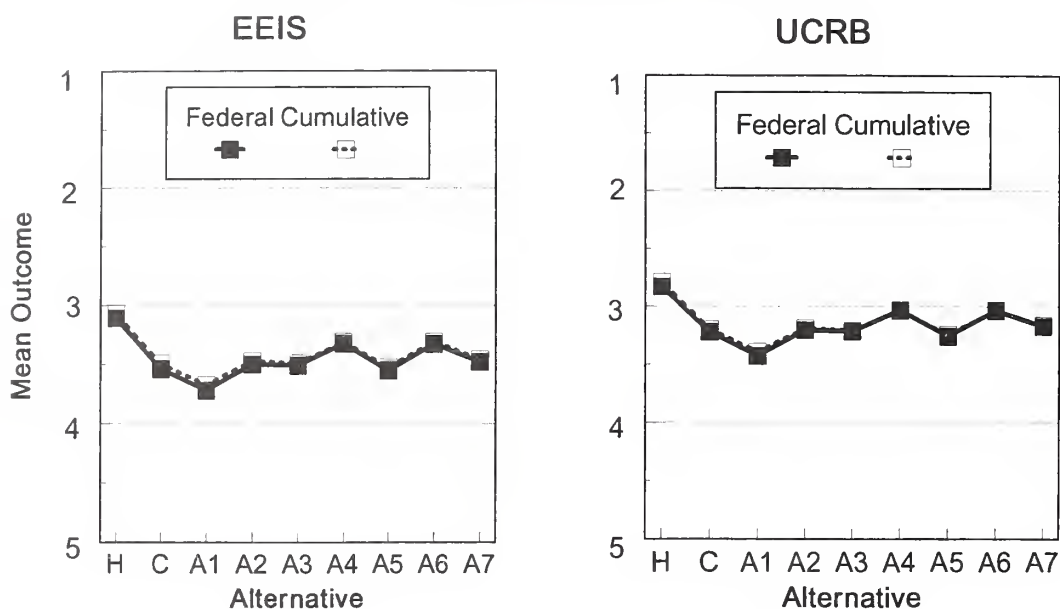 EEIS
1
2
3
4
5
Mean Outcome
Federal Cumulative
H C A1 A2 A3 A4 A5 A6 A7
Alternative
UCRB
1
2
3
4
5
Federal Cumulative
H C A1 A2 A3 A4 A5 A6 A7
Alternative